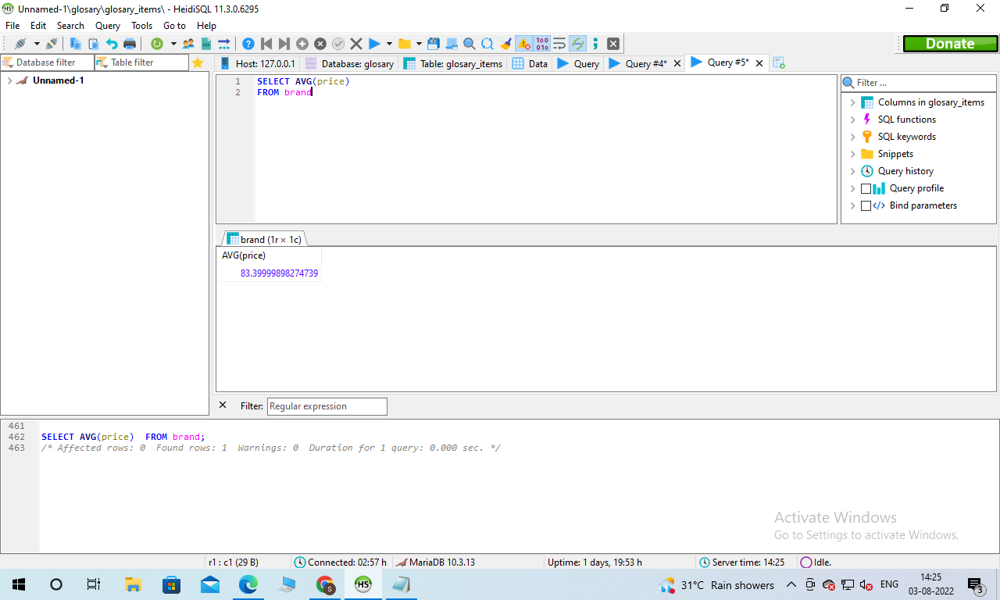 Unnamed-1\glosary\glosary_items\ - HeidiSQL 11.3.0.6295
File Edit Search Query Tools Go to Help
Donate
Database filter Table filter Host: 127.0.0.1 Database: glosary Table: glosary_items Data Query Query #4* Query #5*
Unnamed-1
1 SELECT AVG(price)
2 FROM brand
Filter ...
Columns in glosary_items
SQL functions
SQL keywords
Snippets
Query history
Query profile
Bind parameters
brand (1r × 1c)
AVG(price)
83.39999898274739
Filter: Regular expression
461
462 SELECT AVG(price)  FROM brand;
463 /* Affected rows: 0  Found rows: 1  Warnings: 0  Duration for 1 query: 0.000 sec. */
Activate Windows
Go to Settings to activate Windows.
r1 : c1 (29 B) Connected: 02:57 h MariaDB 10.3.13 Uptime: 1 days, 19:53 h Server time: 14:25 Idle.
HS 31°C Rain showers ENG 14:25
03-08-2022 3